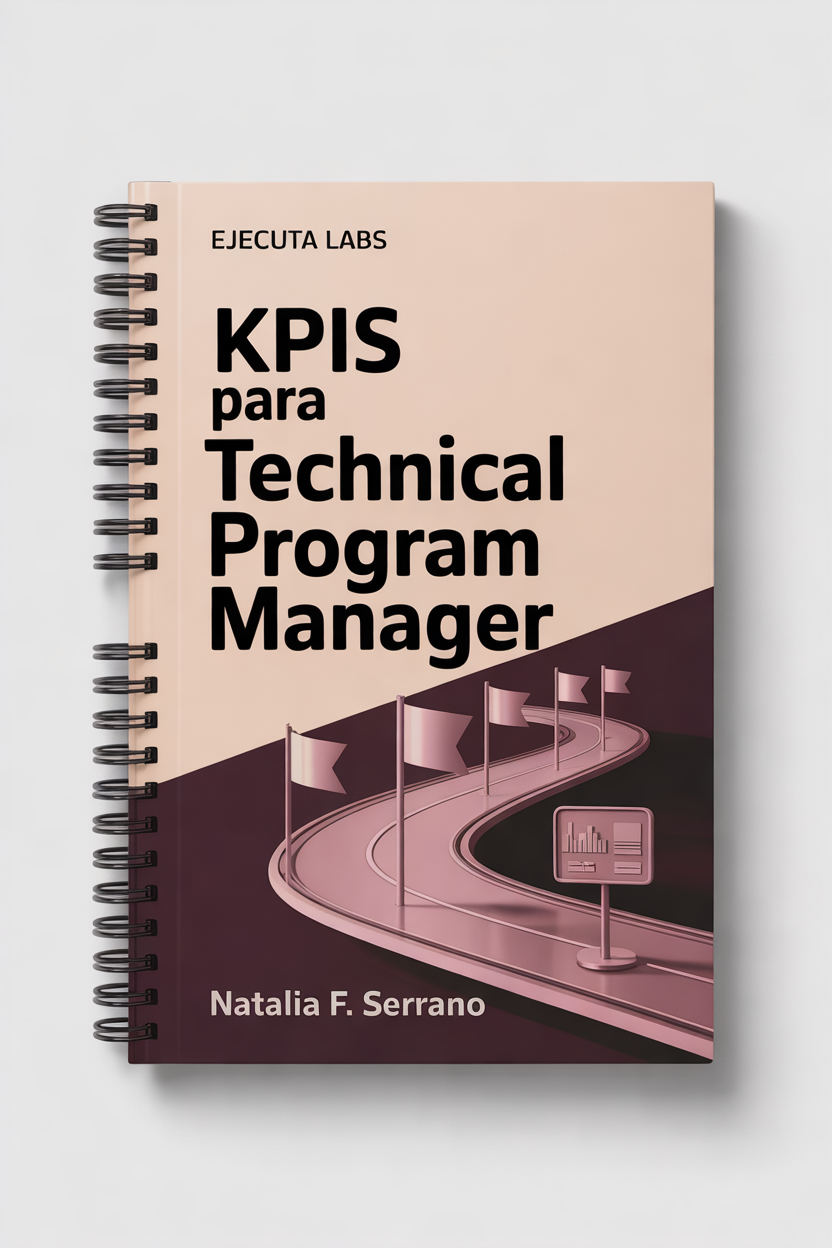 EJECUTA LABS
KPIS
para
Technical
Program
Manager
Natalia F. Serrano